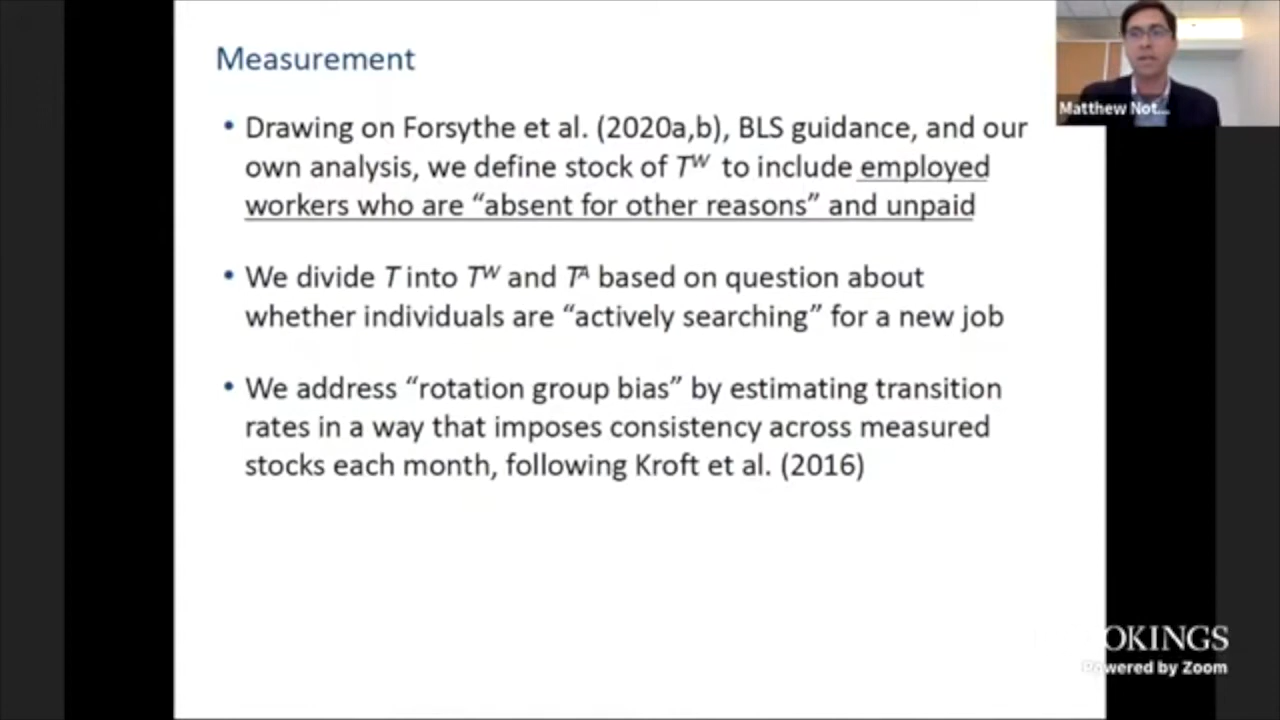 Measurement
• Drawing on Forsythe et al. (2020a,b), BLS guidance, and our
own analysis, we define stock of Tᵂ to include employed
workers who are “absent for other reasons” and unpaid
• We divide T into Tᵂ and Tᴬ based on question about
whether individuals are “actively searching” for a new job
• We address “rotation group bias” by estimating transition
rates in a way that imposes consistency across measured
stocks each month, following Kroft et al. (2016)
Matthew Not...
OKINGS
Powered by Zoom